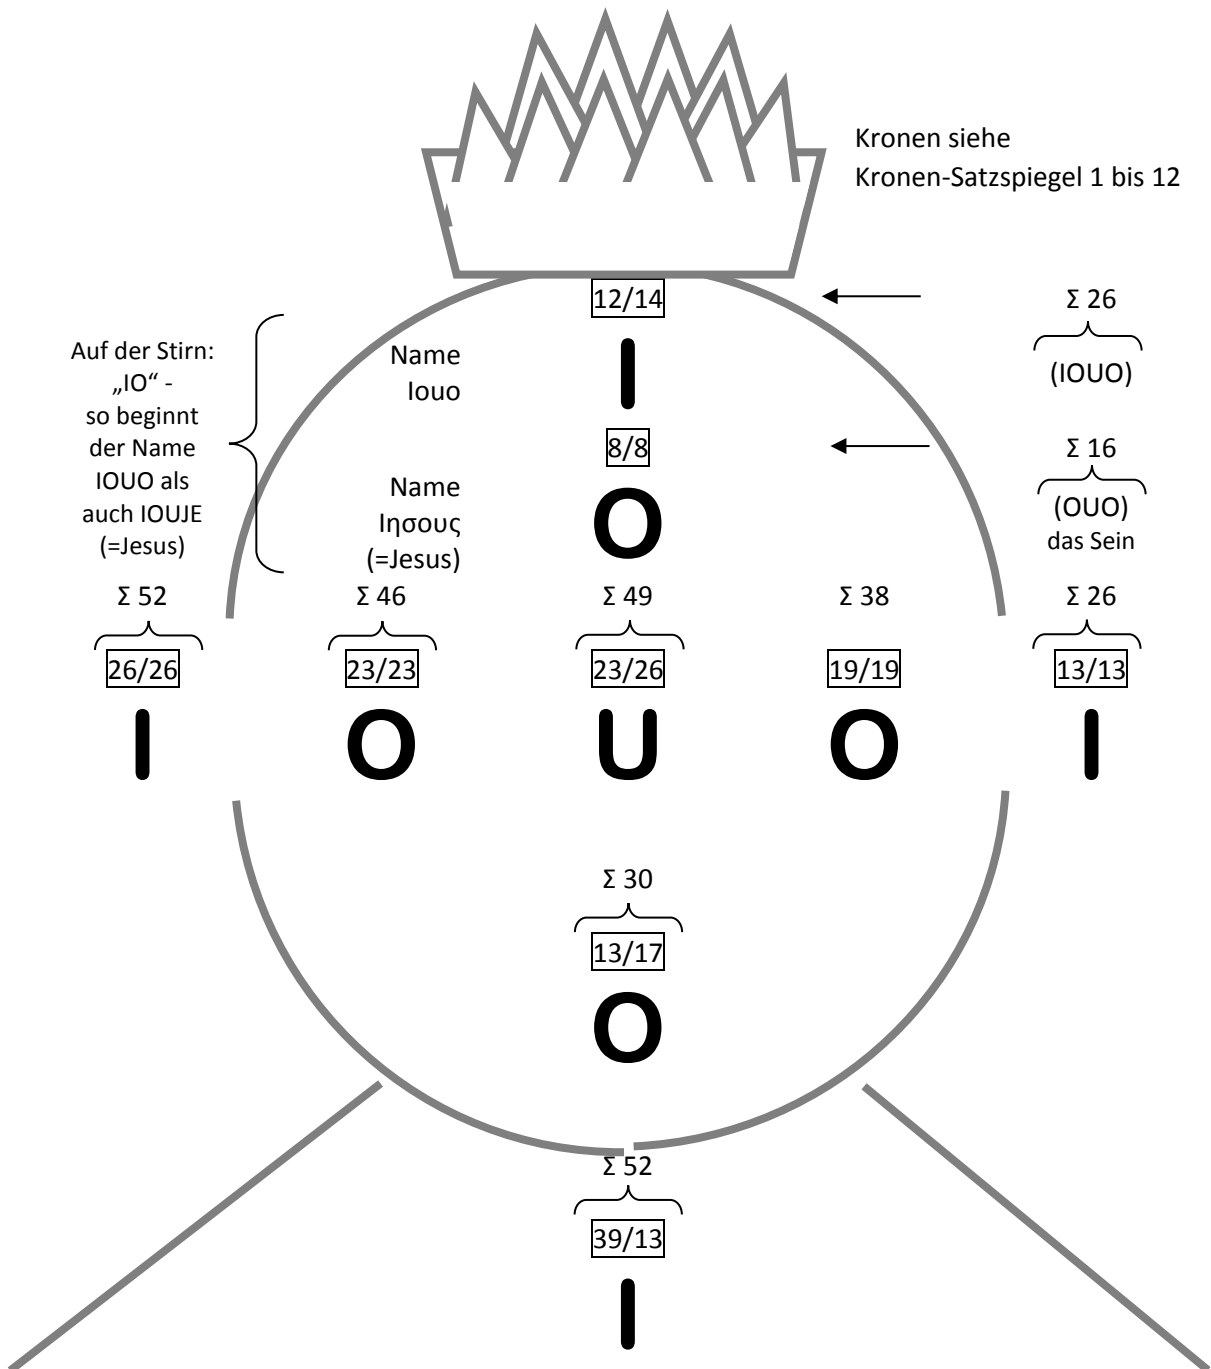 Kronen siehe
Kronen-Satzspiegel 1 bis 12
12/14
Σ 26
(IOUO)
Auf der Stirn:
„IO“ -
so beginnt
der Name
IOUO als
auch IOUJE
(=Jesus)
Name
Iouo
I
8/8
Σ 16
(OUO)
das Sein
Name
Ιησους
(=Jesus)
O
Σ 52 Σ 46 Σ 49 Σ 38 Σ 26
26/26 23/23 23/26 19/19 13/13
I O U O I
Σ 30
13/17
O
Σ 52
39/13
I